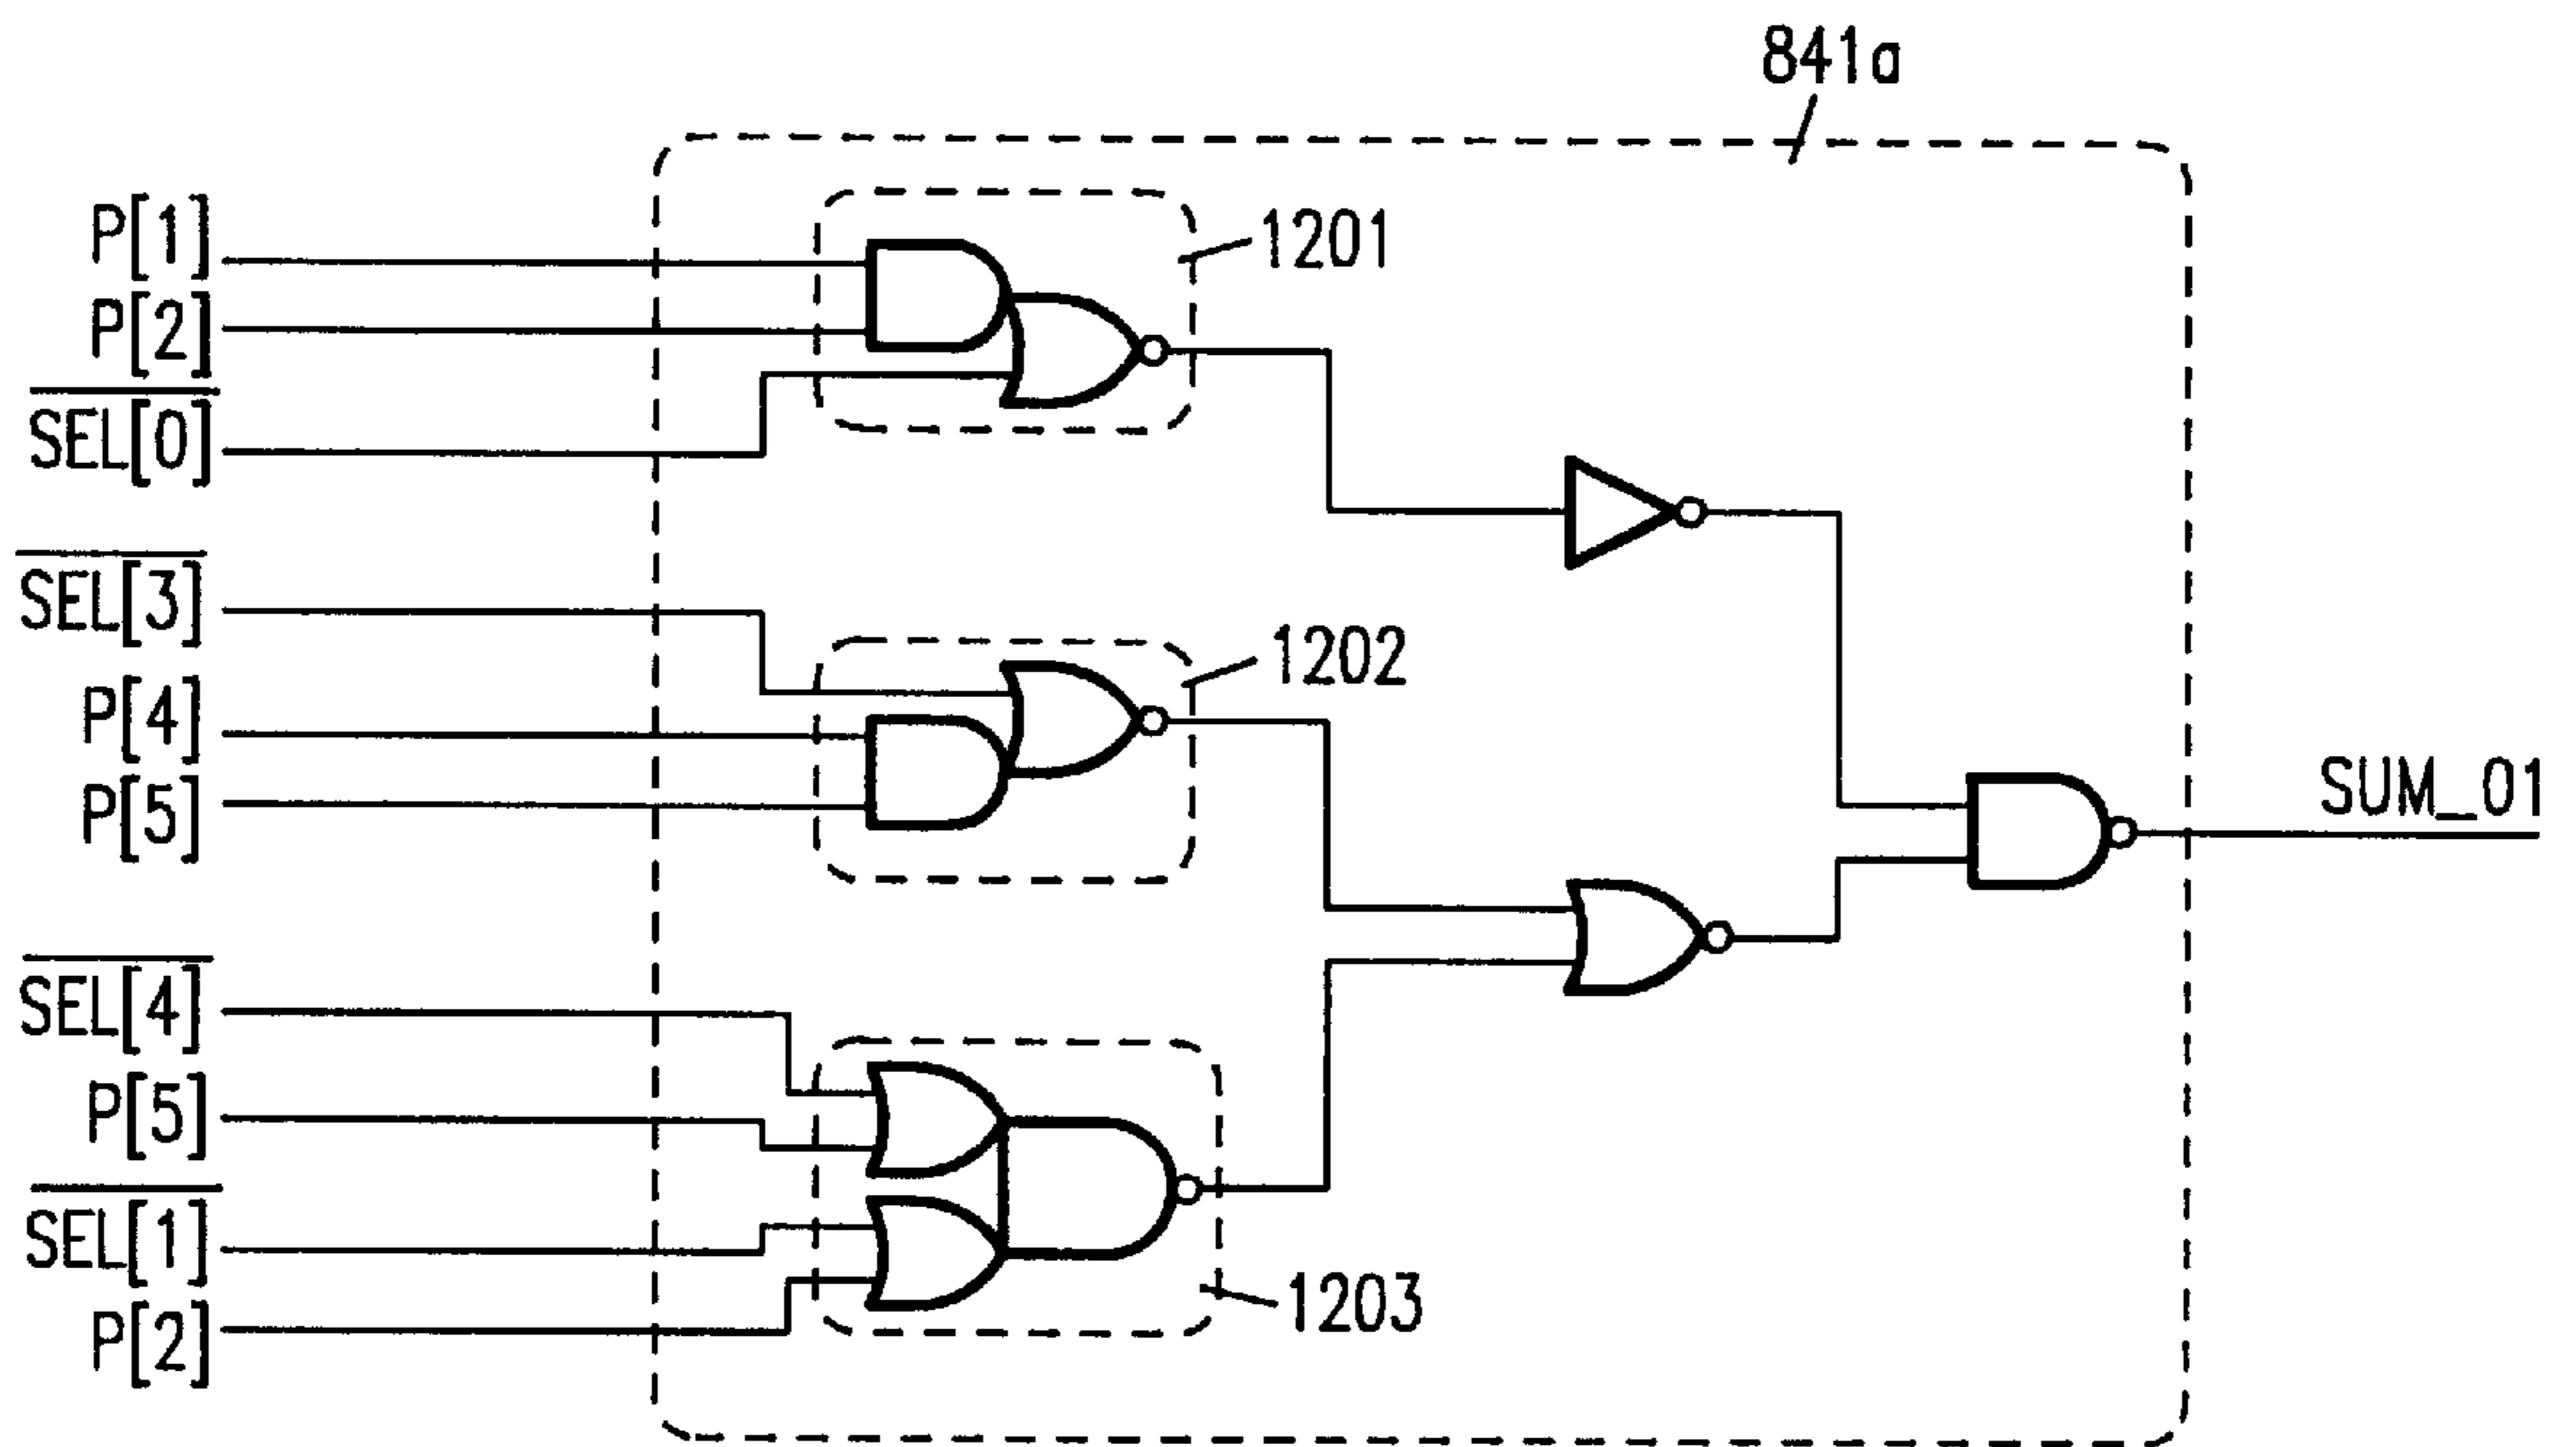 841a
P[1]
1201
P[2]
SEL[0]
SEL[3]
1202
P[4]
P[5]
SUM_01
SEL[4]
P[5]
SEL[1]
1203
P[2]